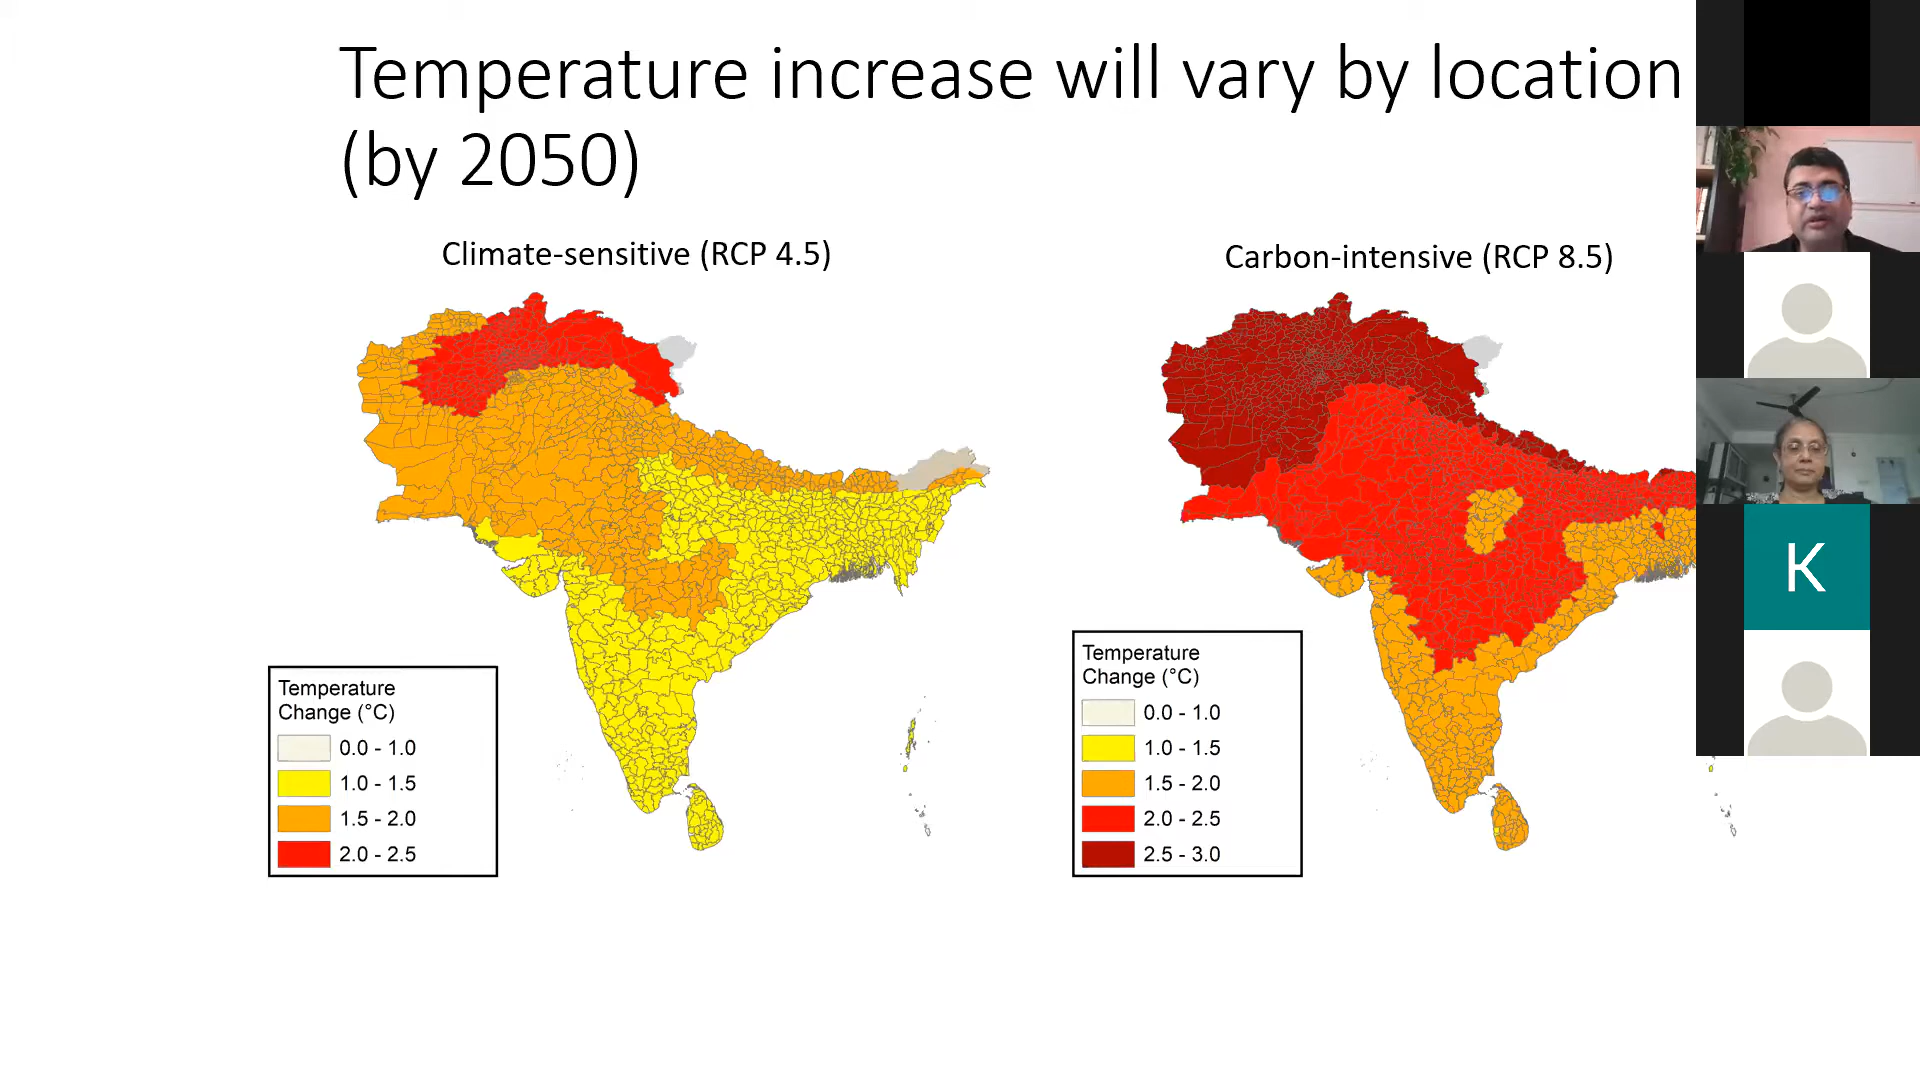 Temperature increase will vary by location
(by 2050)
Climate-sensitive (RCP 4.5)
Carbon-intensive (RCP 8.5)
Temperature
Change (°C)
0.0 - 1.0
1.0 - 1.5
1.5 - 2.0
2.0 - 2.5
Temperature
Change (°C)
0.0 - 1.0
1.0 - 1.5
1.5 - 2.0
2.0 - 2.5
2.5 - 3.0
K